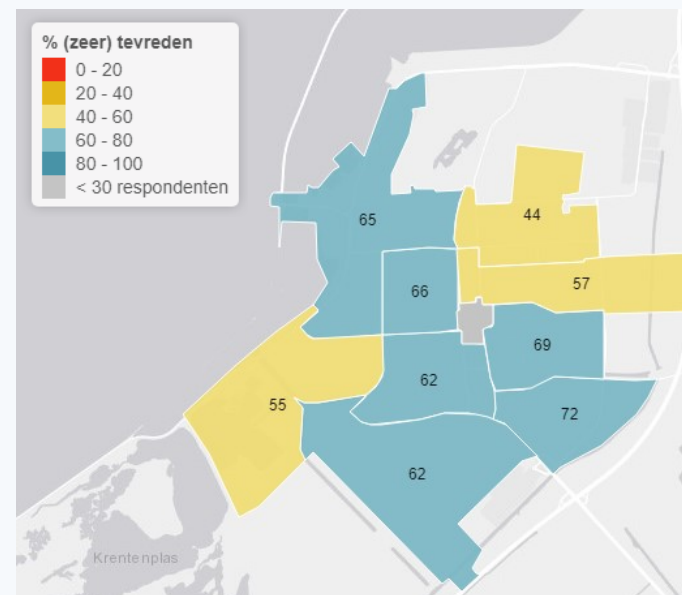 % (zeer) tevreden
0 - 20
20 - 40
40 - 60
60 - 80
80 - 100
< 30 respondenten
65
44
57
66
69
62
55
72
62
Krentenplas